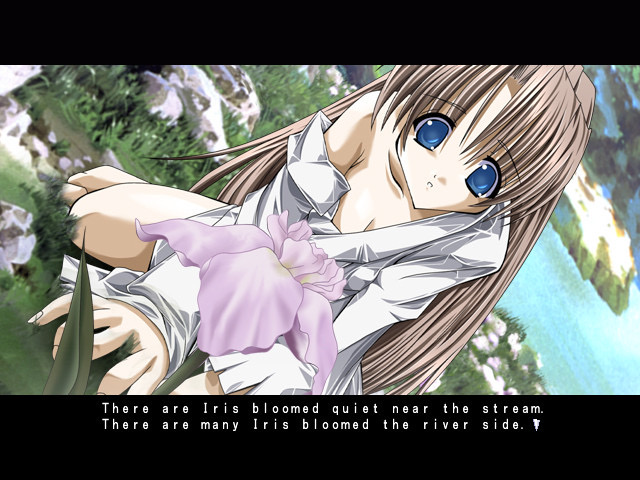 There are Iris bloomed quiet near the stream.
There are many Iris bloomed the river side.